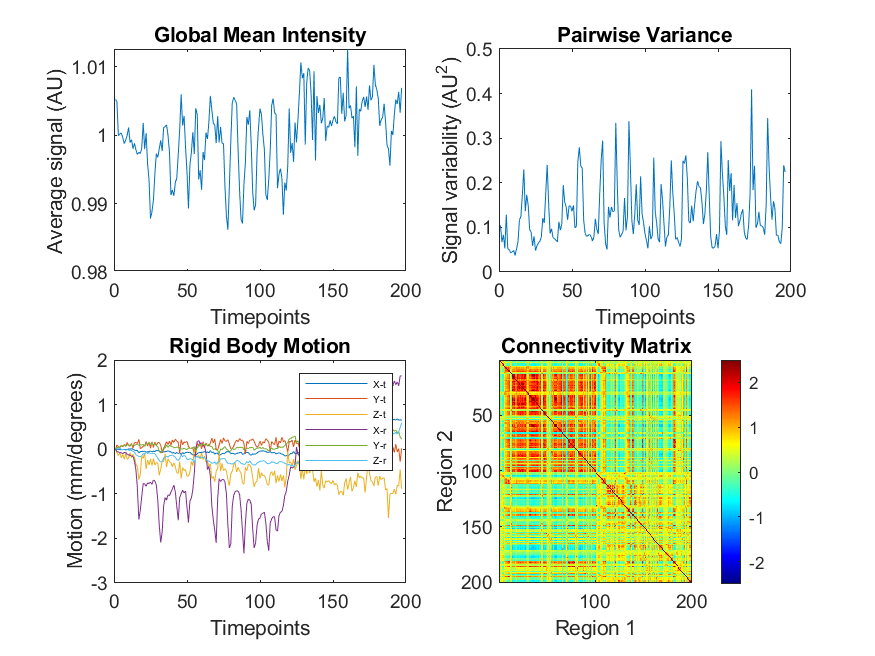 Global Mean Intensity
1.01
1
0.99
0.98
Average signal (AU)
0 50 100 150 200
Timepoints
Pairwise Variance
0.5
0.4
0.3
0.2
0.1
0
Signal variability (AU²)
0 50 100 150 200
Timepoints
Rigid Body Motion
2
1
0
-1
-2
-3
Motion (mm/degrees)
X-t
Y-t
Z-t
X-r
Y-r
Z-r
0 50 100 150 200
Timepoints
Connectivity Matrix
50
100
150
200
Region 2
100 200
Region 1
2
1
0
-1
-2